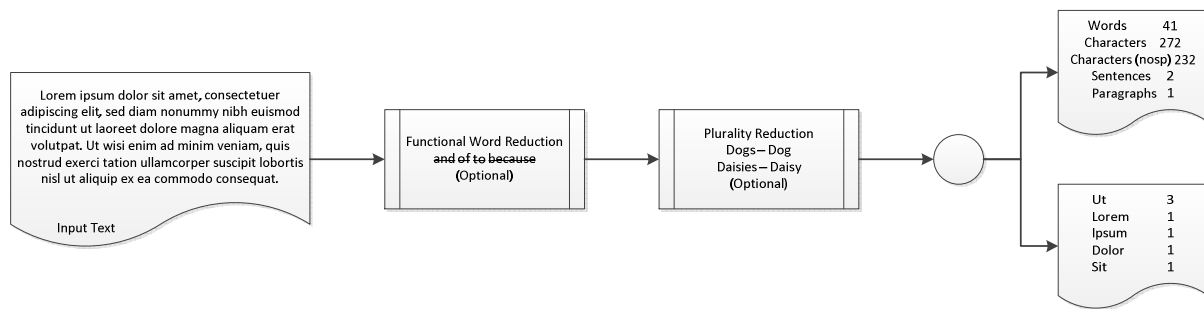 Lorem ipsum dolor sit amet, consectetuer
adipiscing elit, sed diam nonummy nibh euismod
tincidunt ut laoreet dolore magna aliquam erat
volutpat. Ut wisi enim ad minim veniam, quis
nostrud exerci tation ullamcorper suscipit lobortis
nisl ut aliquip ex ea commodo consequat.
Input Text
Functional Word Reduction
and of to because
(Optional)
Plurality Reduction
Dogs – Dog
Daisies – Daisy
(Optional)
Words 41
Characters 272
Characters (nosp) 232
Sentences 2
Paragraphs 1
Ut 3
Lorem 1
Ipsum 1
Dolor 1
Sit 1